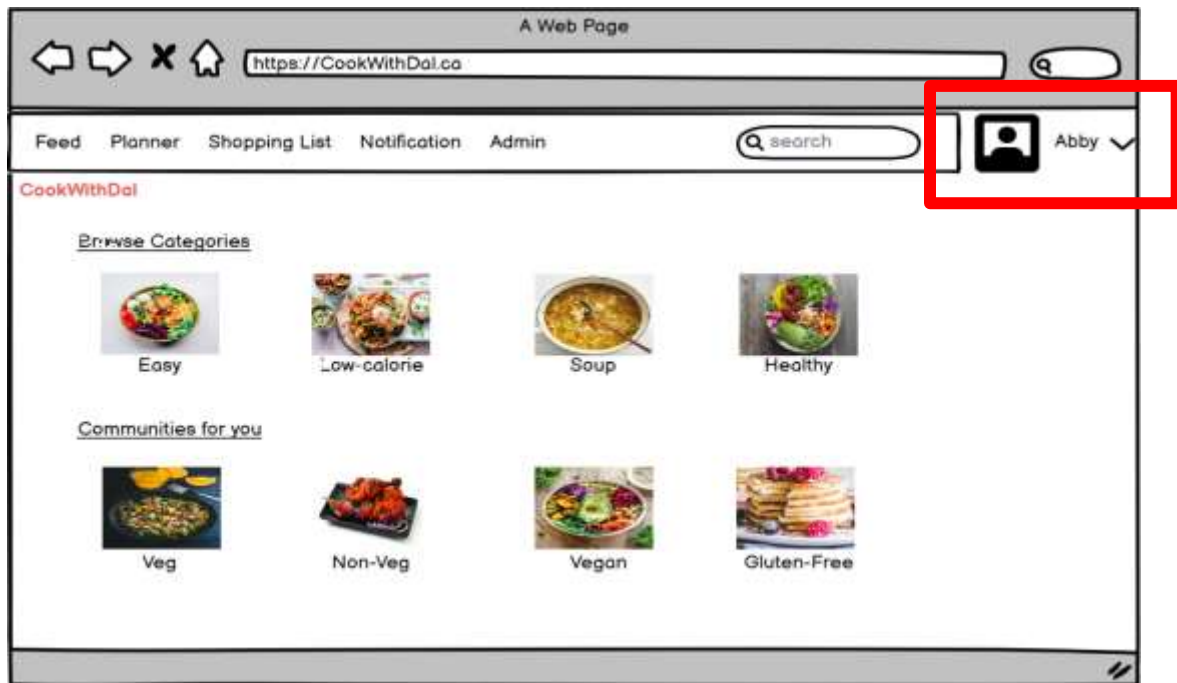 A Web Page
https://CookWithDal.ca
Feed Planner Shopping List Notification Admin search Abby
CookWithDal
Browse Categories
Easy Low-calorie Soup Healthy
Communities for you
Veg Non-Veg Vegan Gluten-Free